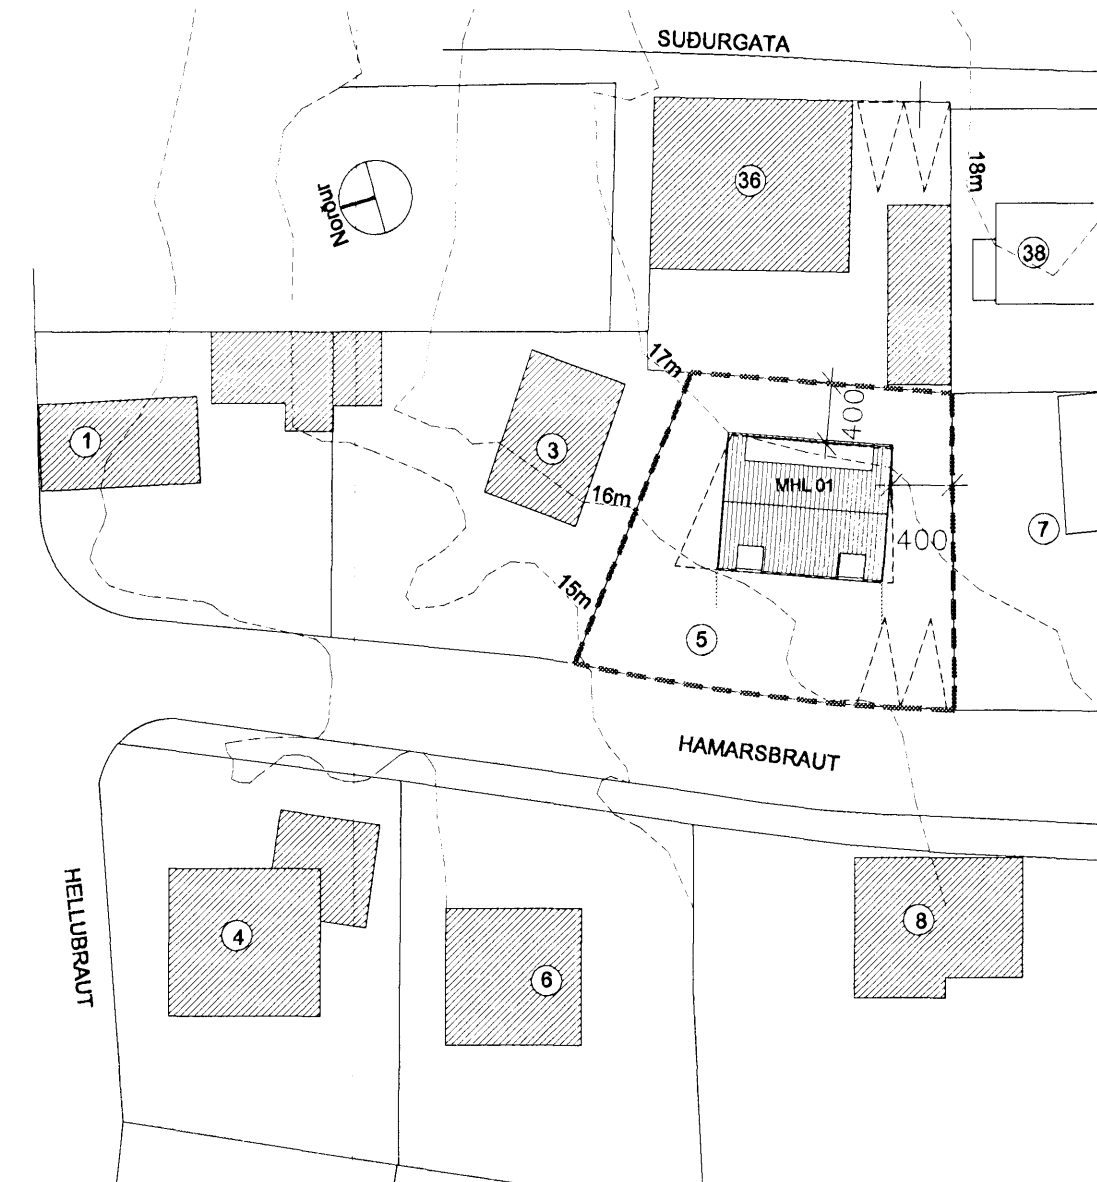 SUÐURGATA
36
18m
Norður
38
17m
400
1
3
MHL 01
16m
7
400
15m
5
HAMARSBRAUT
HELLUBRAUT
4
8
6